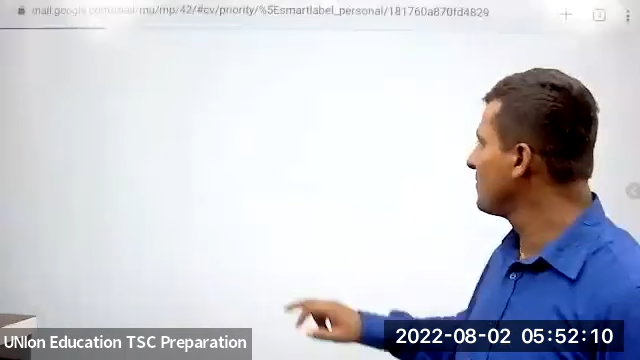 mail.google.com/mail/mu/mp/42/#cv/priority/%5Esmartlabel_personal/181760a870fd4829
UNIon Education TSC Preparation
2022-08-02 05:52:10